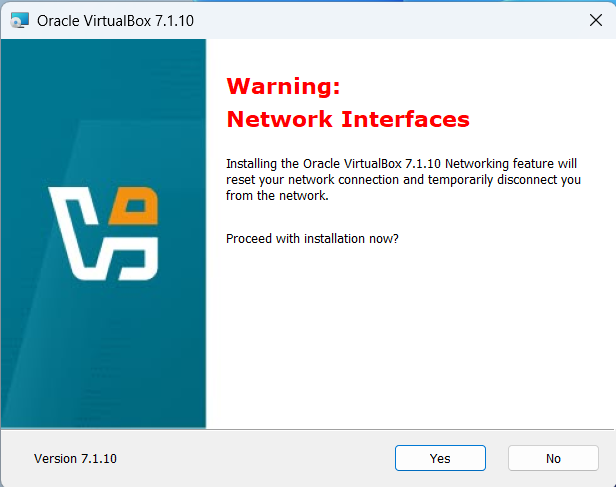 Oracle VirtualBox 7.1.10
Warning:
Network Interfaces
Installing the Oracle VirtualBox 7.1.10 Networking feature will
reset your network connection and temporarily disconnect you
from the network.
Proceed with installation now?
Version 7.1.10
Yes
No